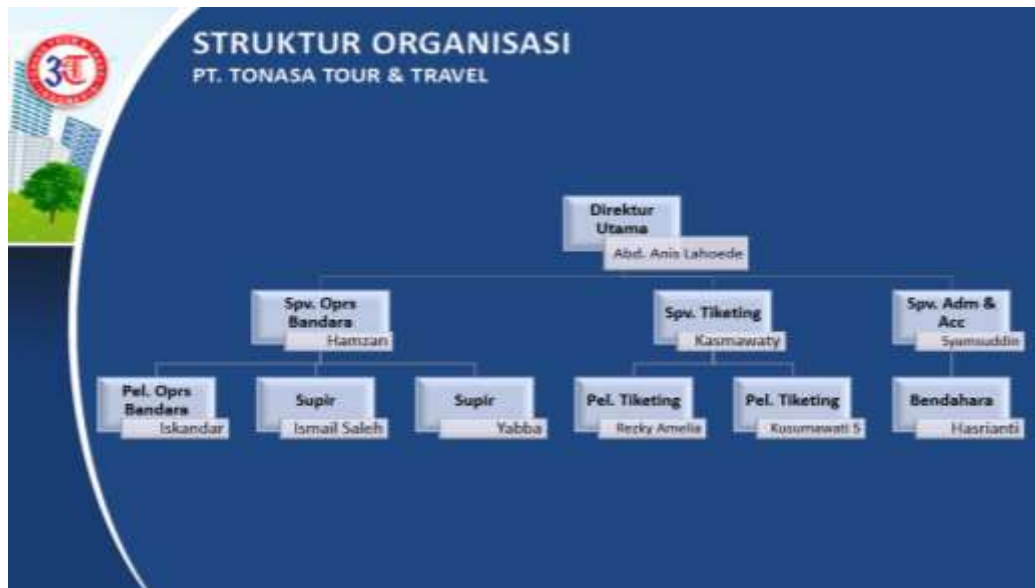 STRUKTUR ORGANISASI
PT. TONASA TOUR & TRAVEL
3T
Direktur
Utama
Abd. Anis Lahoede
Spv. Oprs
Bandara
Hamzan
Spv. Tiketing
Kasmawaty
Spv. Adm &
Acc
Syamsuddin
Pel. Oprs
Bandara
Iskandar
Supir
Ismail Saleh
Supir
Yabba
Pel. Tiketing
Rezky Amelia
Pel. Tiketing
Kusumawati S
Bendahara
Hasrianti